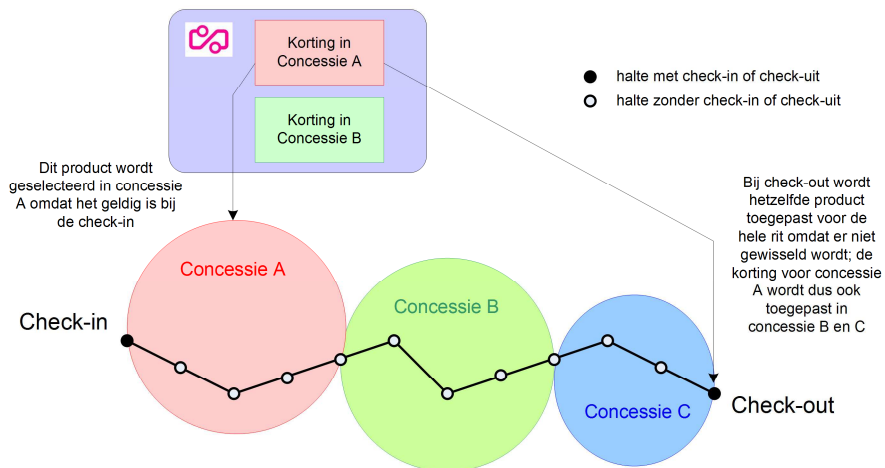 Korting in
Concessie A
Korting in
Concessie B
halte met check-in of check-uit
halte zonder check-in of check-uit
Dit product wordt
geselecteerd in concessie
A omdat het geldig is bij
de check-in
Bij check-out wordt
hetzelfde product
toegepast voor de
hele rit omdat er niet
gewisseld wordt; de
korting voor concessie
A wordt dus ook
toegepast in
concessie B en C
Concessie A
Concessie B
Check-in
Concessie C
Check-out